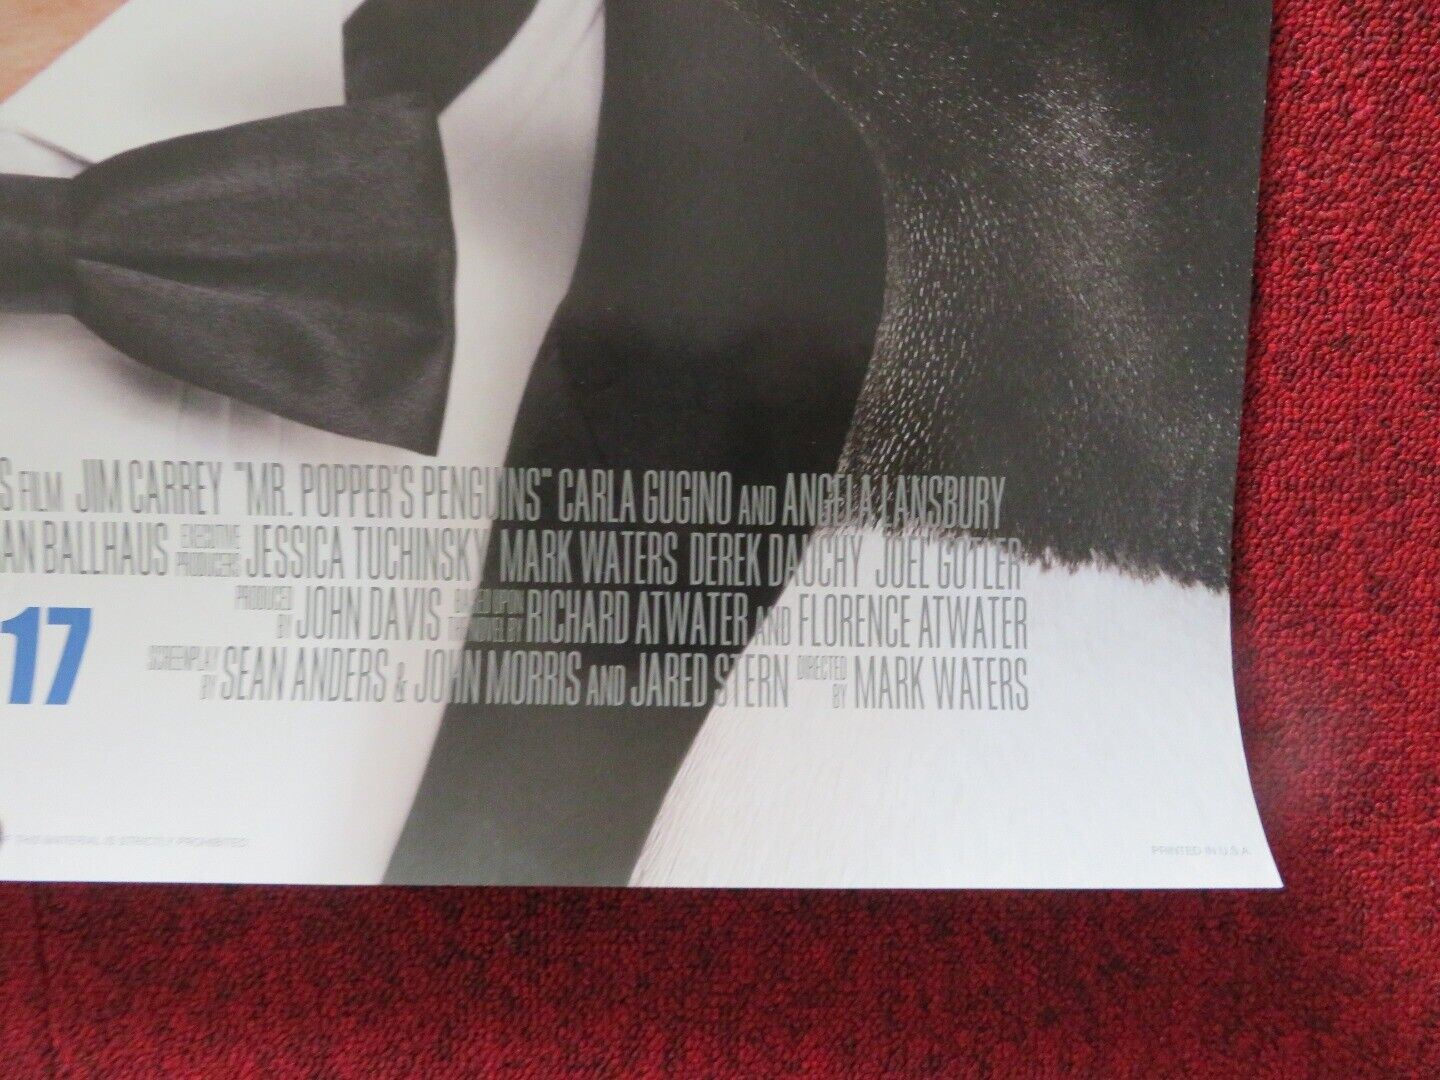 S FILM JIM CARREY "MR. POPPER'S PENGUINS" CARLA GUGINO AND ANGELA LANSBURY
AN BALLHAUS EXECUTIVE PRODUCERS JESSICA TUCHINSKY MARK WATERS DEREK DAUCHY JOEL GOTLER
PRODUCED BY JOHN DAVIS BASED UPON THE NOVEL BY RICHARD ATWATER AND FLORENCE ATWATER
17
SCREENPLAY BY SEAN ANDERS & JOHN MORRIS AND JARED STERN DIRECTED BY MARK WATERS
THIS MATERIAL IS STRICTLY PROHIBITED
PRINTED IN U.S.A.